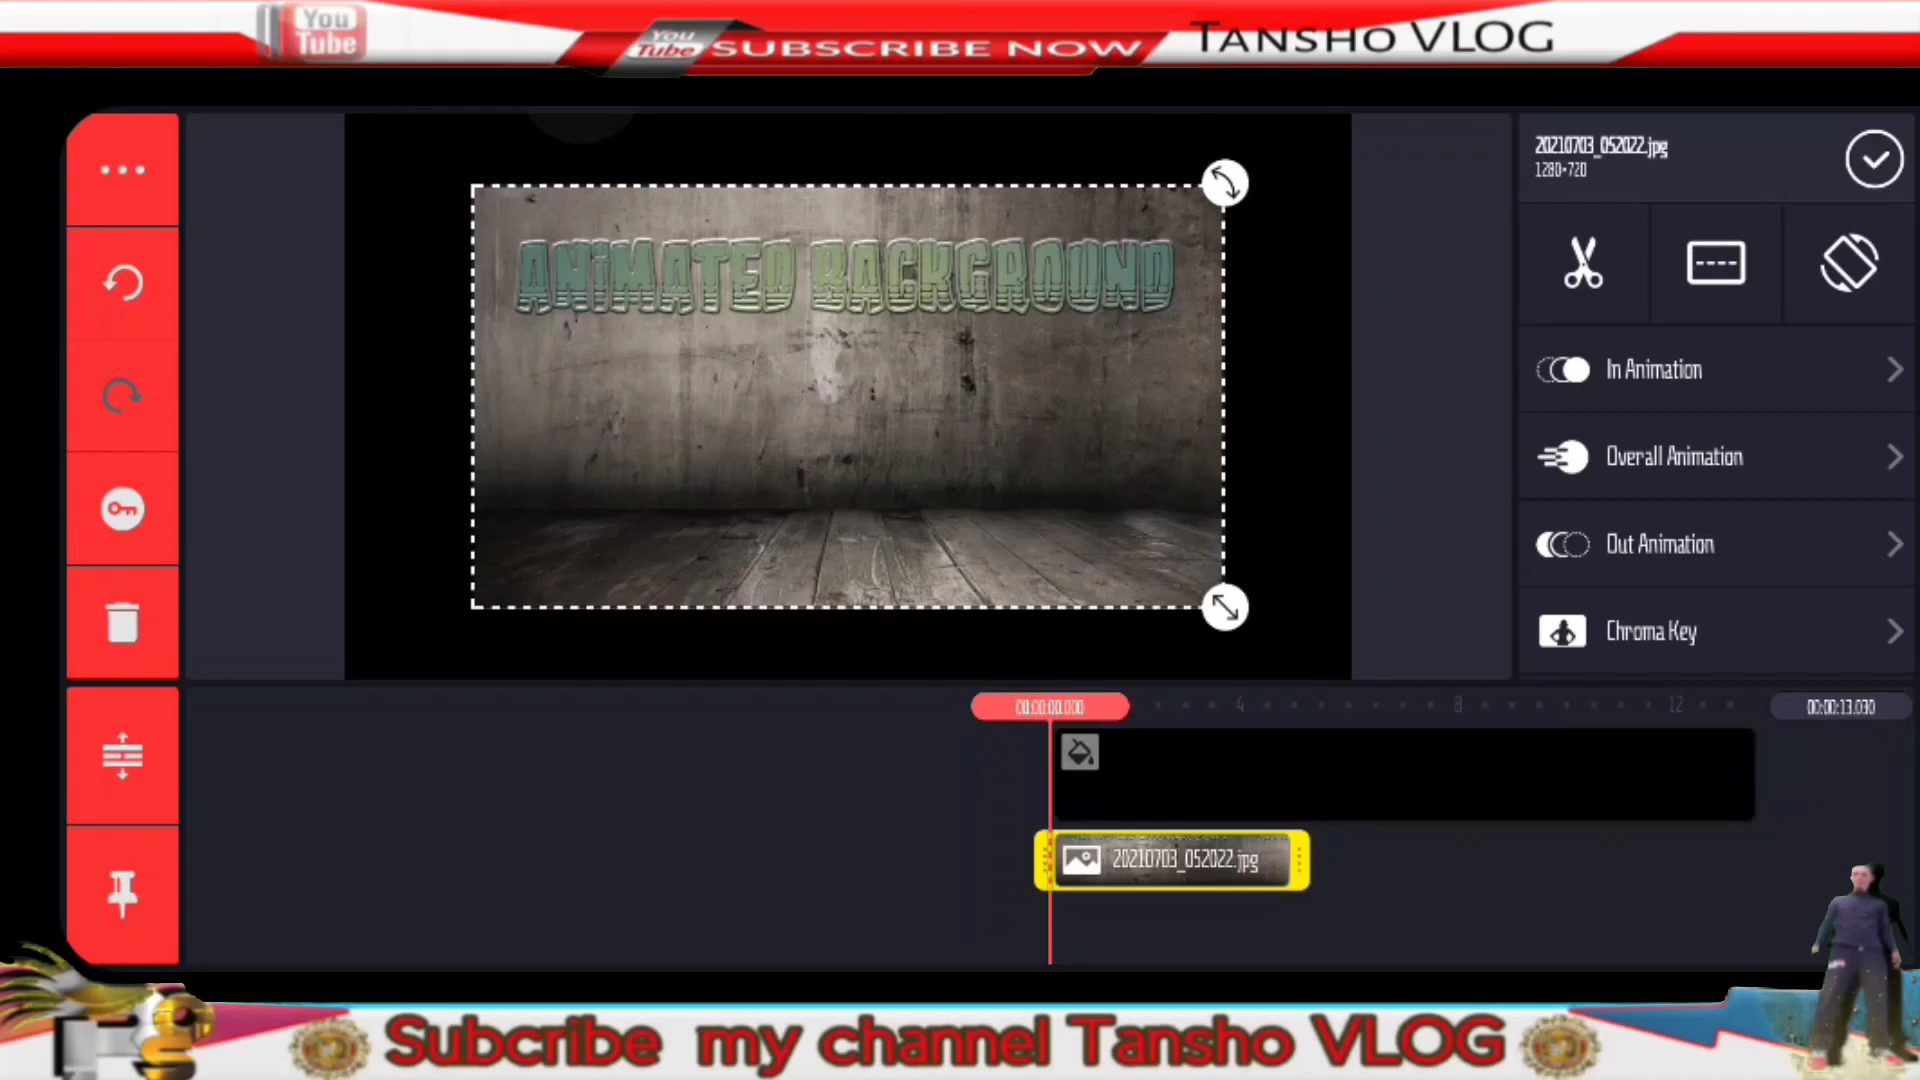 You
Tube
You
Tube SUBSCRIBE NOW
TANSHO VLOG
20210703_052022.jpg
1280×720
ANIMATED BACKGROUND
In Animation
Overall Animation
Out Animation
Chroma Key
00:00:00.000
4
8
12
00:00:13.030
20210703_052022.jpg
Subcribe my channel Tansho VLOG